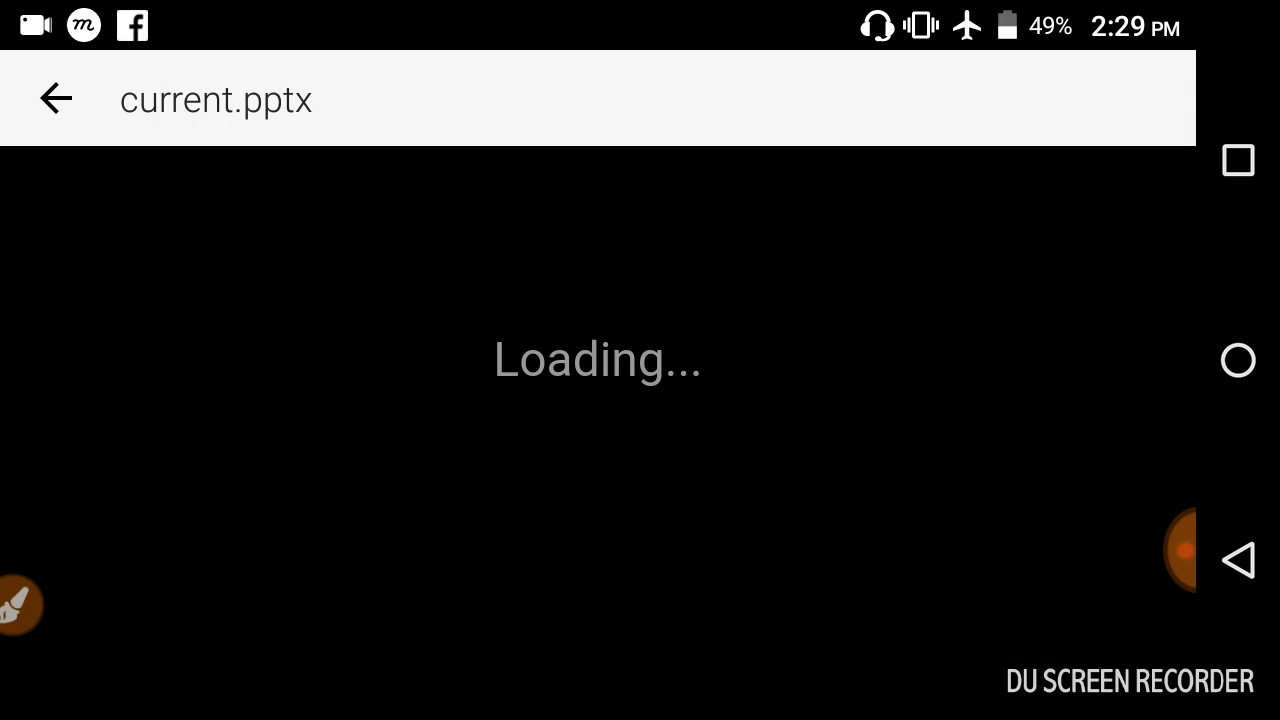 49% 2:29 PM
current.pptx
Loading...
DU SCREEN RECORDER